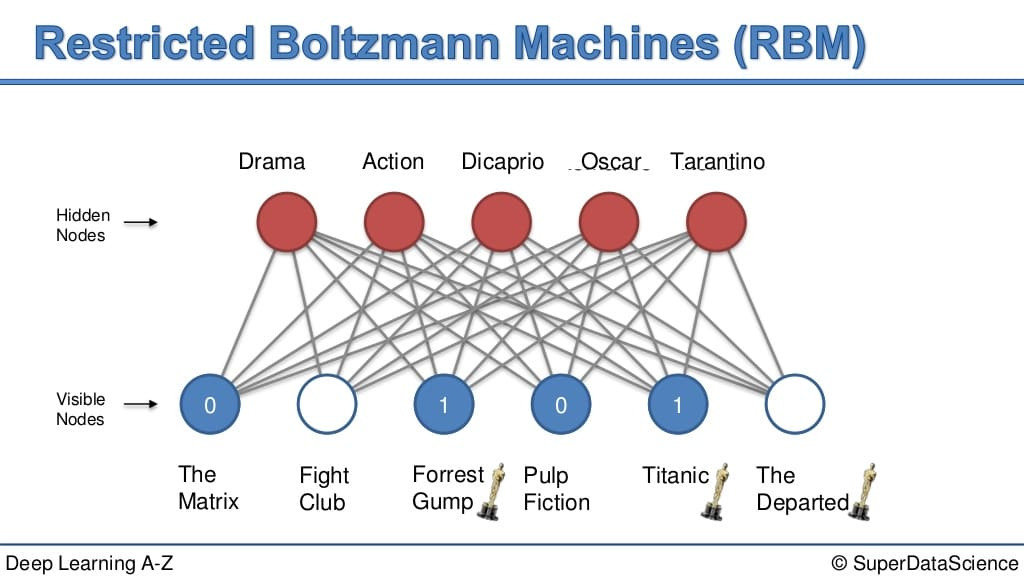 Restricted Boltzmann Machines (RBM)
Drama Action Dicaprio Oscar Tarantino
Hidden
Nodes
Visible
Nodes
0 1 0 1
The
Matrix
Fight
Club
Forrest
Gump
Pulp
Fiction
Titanic
The
Departed
Deep Learning A-Z
© SuperDataScience